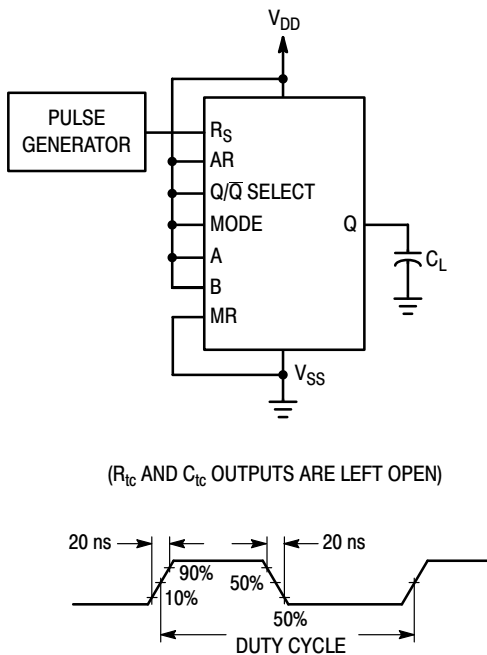 V_DD
PULSE
GENERATOR
R_S
AR
Q/Q̅ SELECT
MODE
Q
A
C_L
B
MR
V_SS
(R_tc AND C_tc OUTPUTS ARE LEFT OPEN)
20 ns
20 ns
90%
50%
10%
50%
DUTY CYCLE